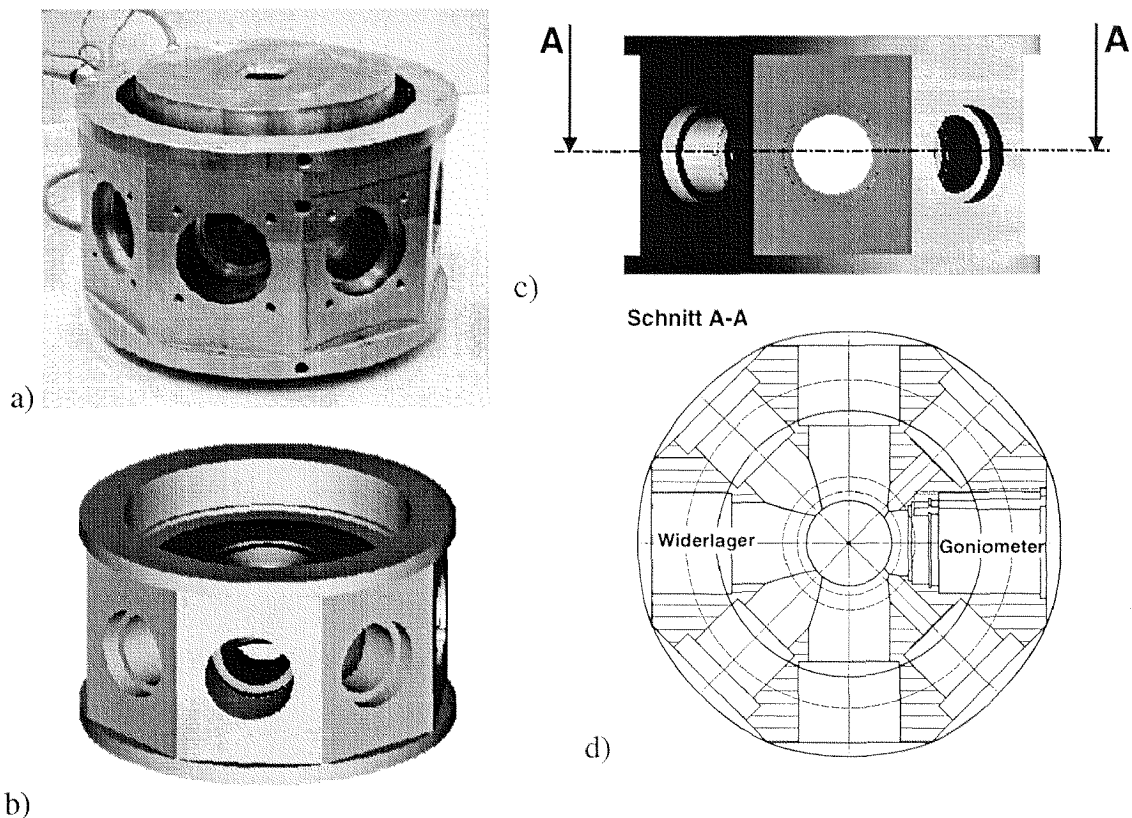 a)
b)
c)
A A
Schnitt A-A
Widerlager
Goniometer
d)